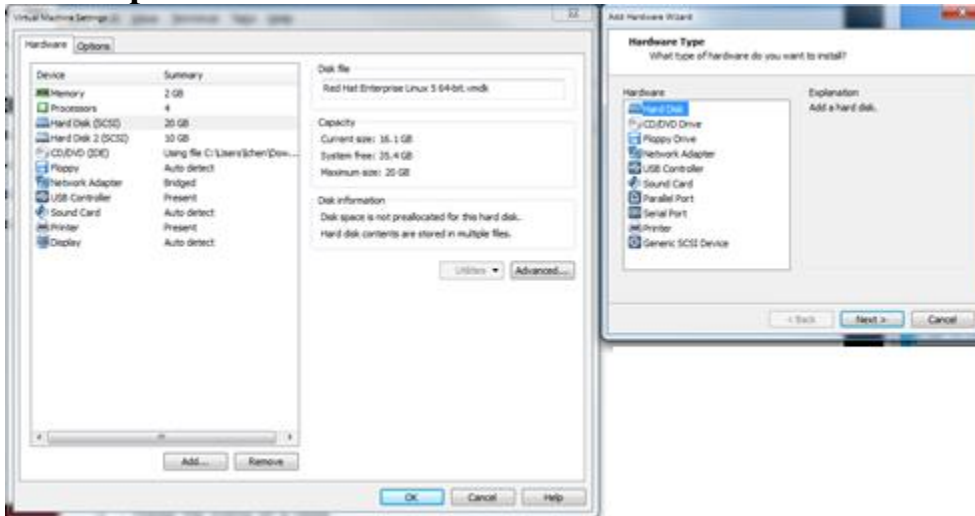 Virtual Machine Settings
Hardware Options
Device Summary
Memory 2 GB
Processors 4
Hard Disk (SCSI) 20 GB
Hard Disk 2 (SCSI) 10 GB
CD/DVD (IDE) Using file C:\Users\lchen\Dow...
Floppy Auto detect
Network Adapter Bridged
USB Controller Present
Sound Card Auto detect
Printer Present
Display Auto detect
Add... Remove
Disk file
Red Hat Enterprise Linux 5 64-bit.vmdk
Capacity
Current size: 16.1 GB
System free: 35.4 GB
Maximum size: 20 GB
Disk information
Disk space is not preallocated for this hard disk.
Hard disk contents are stored in multiple files.
Utilities Advanced...
OK Cancel Help
Add Hardware Wizard
Hardware Type
What type of hardware do you want to install?
Hardware
Hard Disk
CD/DVD Drive
Floppy Drive
Network Adapter
USB Controller
Sound Card
Parallel Port
Serial Port
Printer
Generic SCSI Device
Explanation
Add a hard disk.
< Back Next > Cancel